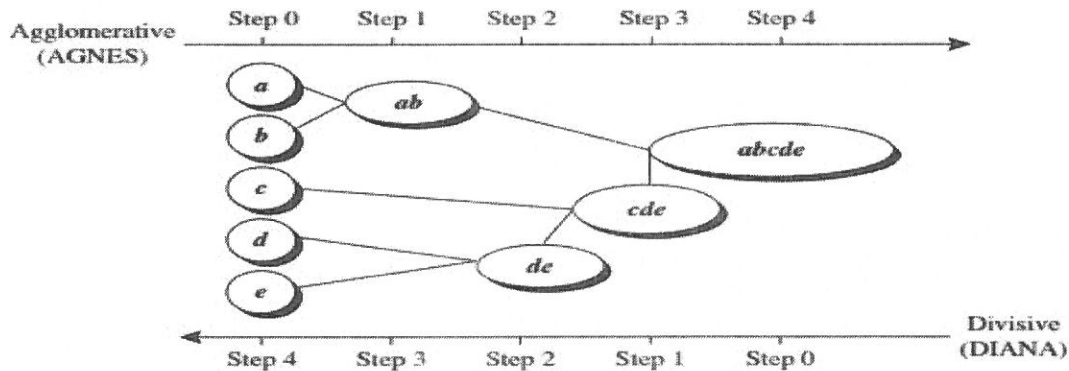 Agglomerative
(AGNES)
Step 0 Step 1 Step 2 Step 3 Step 4
a
ab
b
abcde
c
cde
d
de
e
Divisive
(DIANA)
Step 4 Step 3 Step 2 Step 1 Step 0